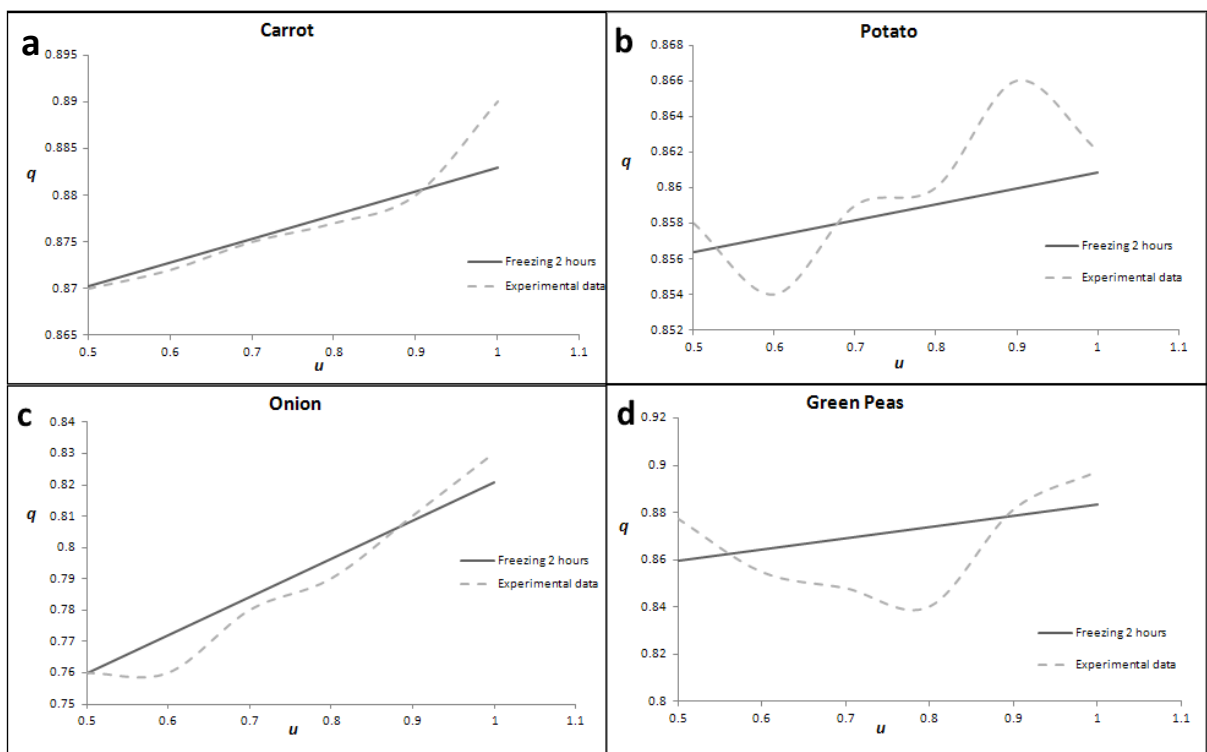 a
Carrot
0.895
0.89
0.885
q
0.88
0.875
0.87
0.865
0.5 0.6 0.7 0.8 0.9 1 1.1
u
Freezing 2 hours
Experimental data
b
Potato
0.868
0.866
0.864
0.862
q
0.86
0.858
0.856
0.854
0.852
0.5 0.6 0.7 0.8 0.9 1 1.1
u
Freezing 2 hours
Experimental data
c
Onion
0.84
0.83
0.82
q
0.81
0.8
0.79
0.78
0.77
0.76
0.75
0.5 0.6 0.7 0.8 0.9 1 1.1
u
Freezing 2 hours
Experimental data
d
Green Peas
0.92
0.9
0.88
q
0.86
0.84
0.82
0.8
0.5 0.6 0.7 0.8 0.9 1 1.1
u
Freezing 2 hours
Experimental data